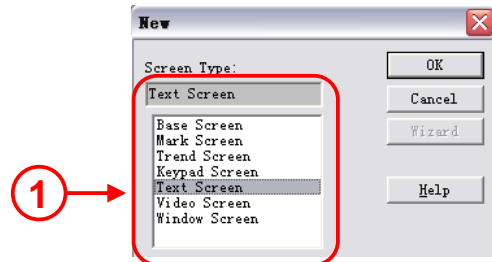 New
Screen Type:
Text Screen
Base Screen
Mark Screen
Trend Screen
Keypad Screen
Text Screen
Video Screen
Window Screen
OK
Cancel
Wizard
Help
1